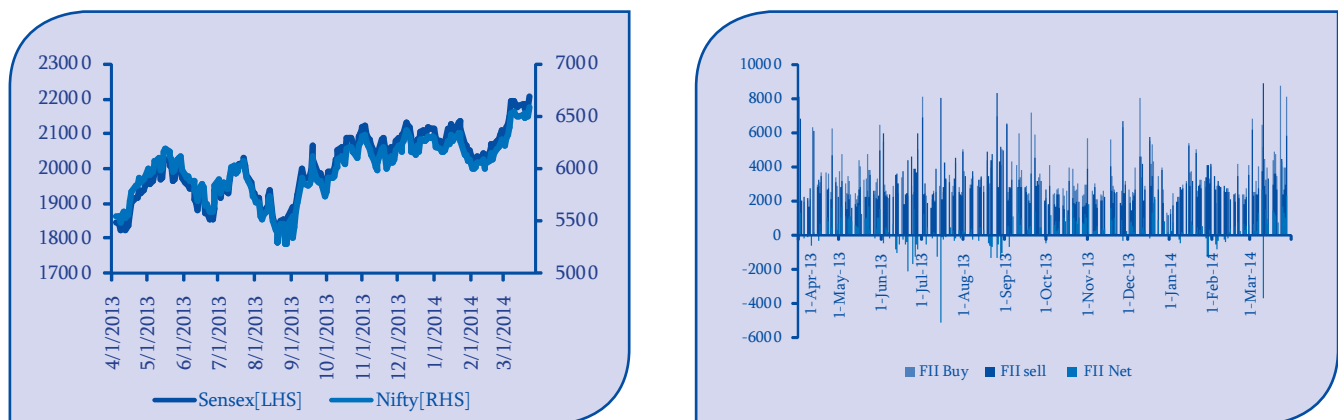 23000
22000
21000
20000
19000
18000
17000
7000
6500
6000
5500
5000
4/1/2013
5/1/2013
6/1/2013
7/1/2013
8/1/2013
9/1/2013
10/1/2013
11/1/2013
12/1/2013
1/1/2014
2/1/2014
3/1/2014
Sensex[LHS]
Nifty[RHS]
10000
8000
6000
4000
2000
0
-2000
-4000
-6000
1-Apr-13
1-May-13
1-Jun-13
1-Jul-13
1-Aug-13
1-Sep-13
1-Oct-13
1-Nov-13
1-Dec-13
1-Jan-14
1-Feb-14
1-Mar-14
FII Buy
FII sell
FII Net